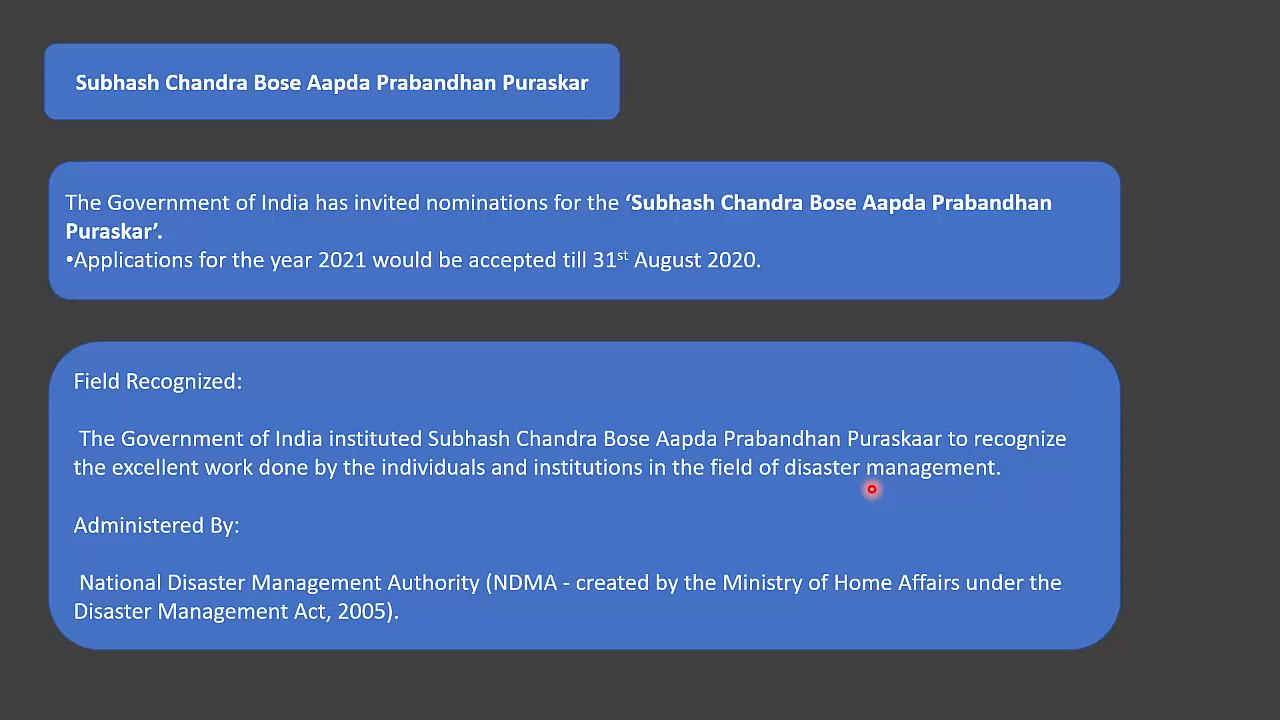 Subhash Chandra Bose Aapda Prabandhan Puraskar
The Government of India has invited nominations for the ‘Subhash Chandra Bose Aapda Prabandhan
Puraskar’.
•Applications for the year 2021 would be accepted till 31st August 2020.
Field Recognized:
The Government of India instituted Subhash Chandra Bose Aapda Prabandhan Puraskaar to recognize
the excellent work done by the individuals and institutions in the field of disaster management.
Administered By:
National Disaster Management Authority (NDMA - created by the Ministry of Home Affairs under the
Disaster Management Act, 2005).